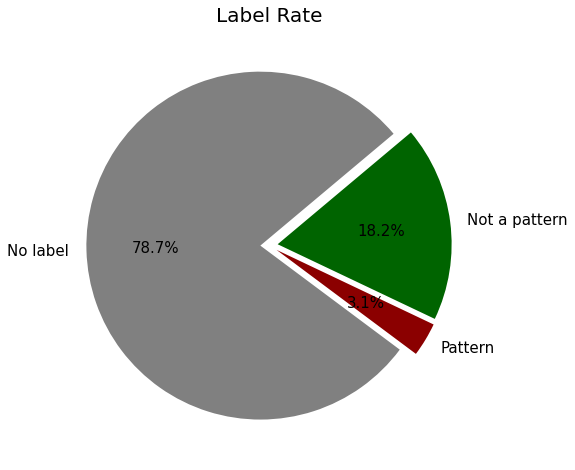 Label Rate
Not a pattern
18.2%
No label
78.7%
3.1%
Pattern